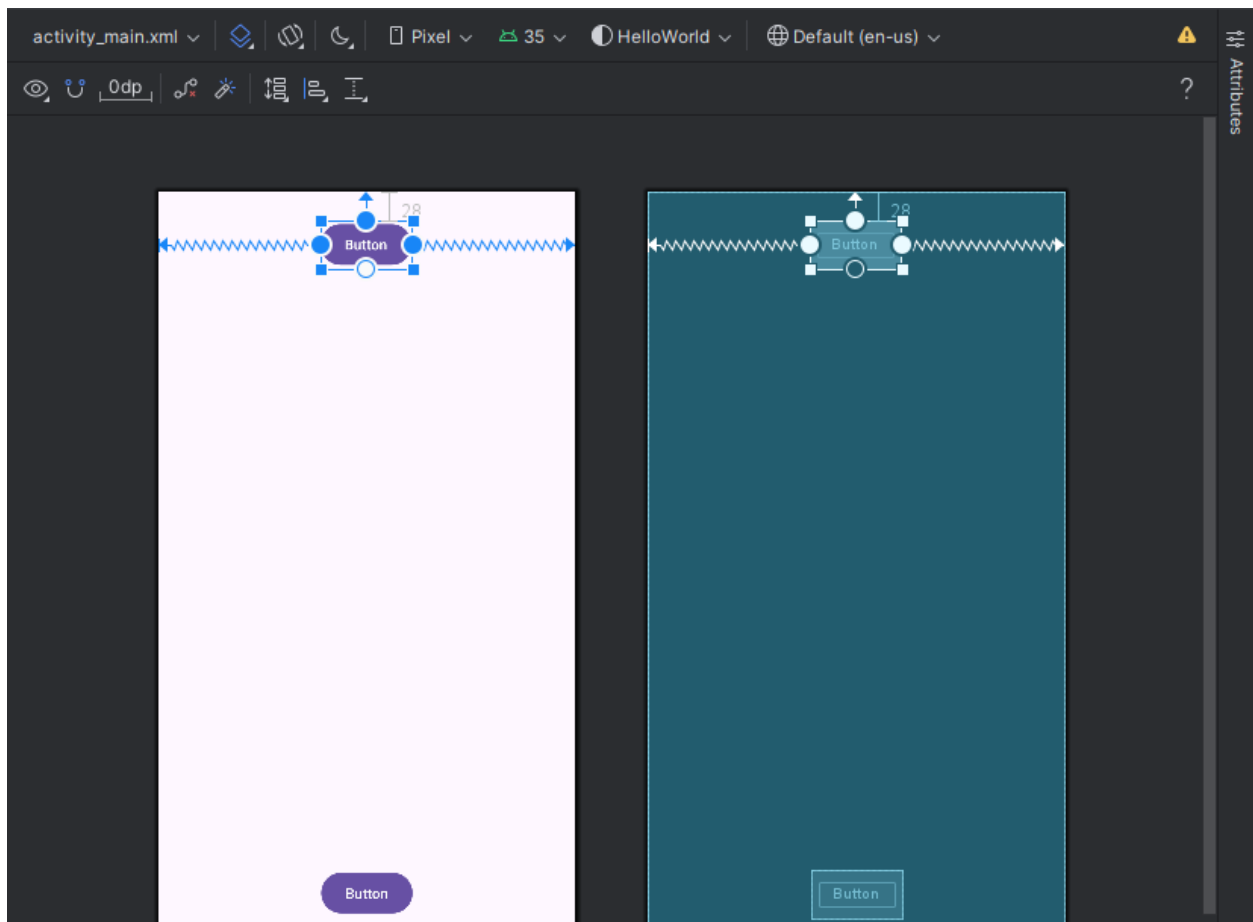 activity_main.xml Pixel 35 HelloWorld Default (en-us)
0dp ?
Attributes
28 28
Button Button
Button Button